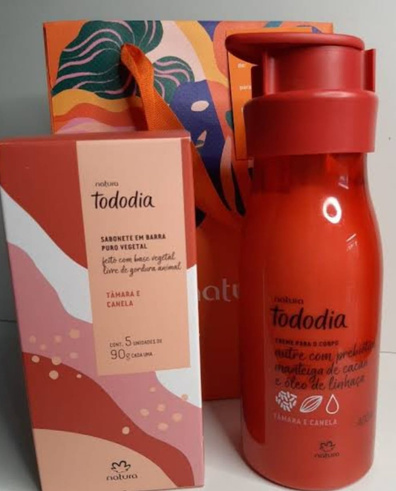 natura
tododia
SABONETE EM BARRA
PURO VEGETAL
feito com base vegetal
livre de gordura animal
TÂMARA E
CANELA
CONT. 5 UNIDADES DE
90g CADA UMA
natura
natu
natura
tododia
CREME PARA O CORPO
nutre com prebiótico
manteiga de cacau
e óleo de linhaça
TÂMARA E CANELA
natura